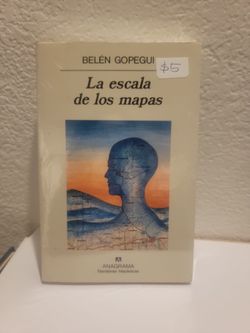 BELÉN GOPEGUI
$5
La escala
de los mapas
ANAGRAMA
Narrativas hispánicas